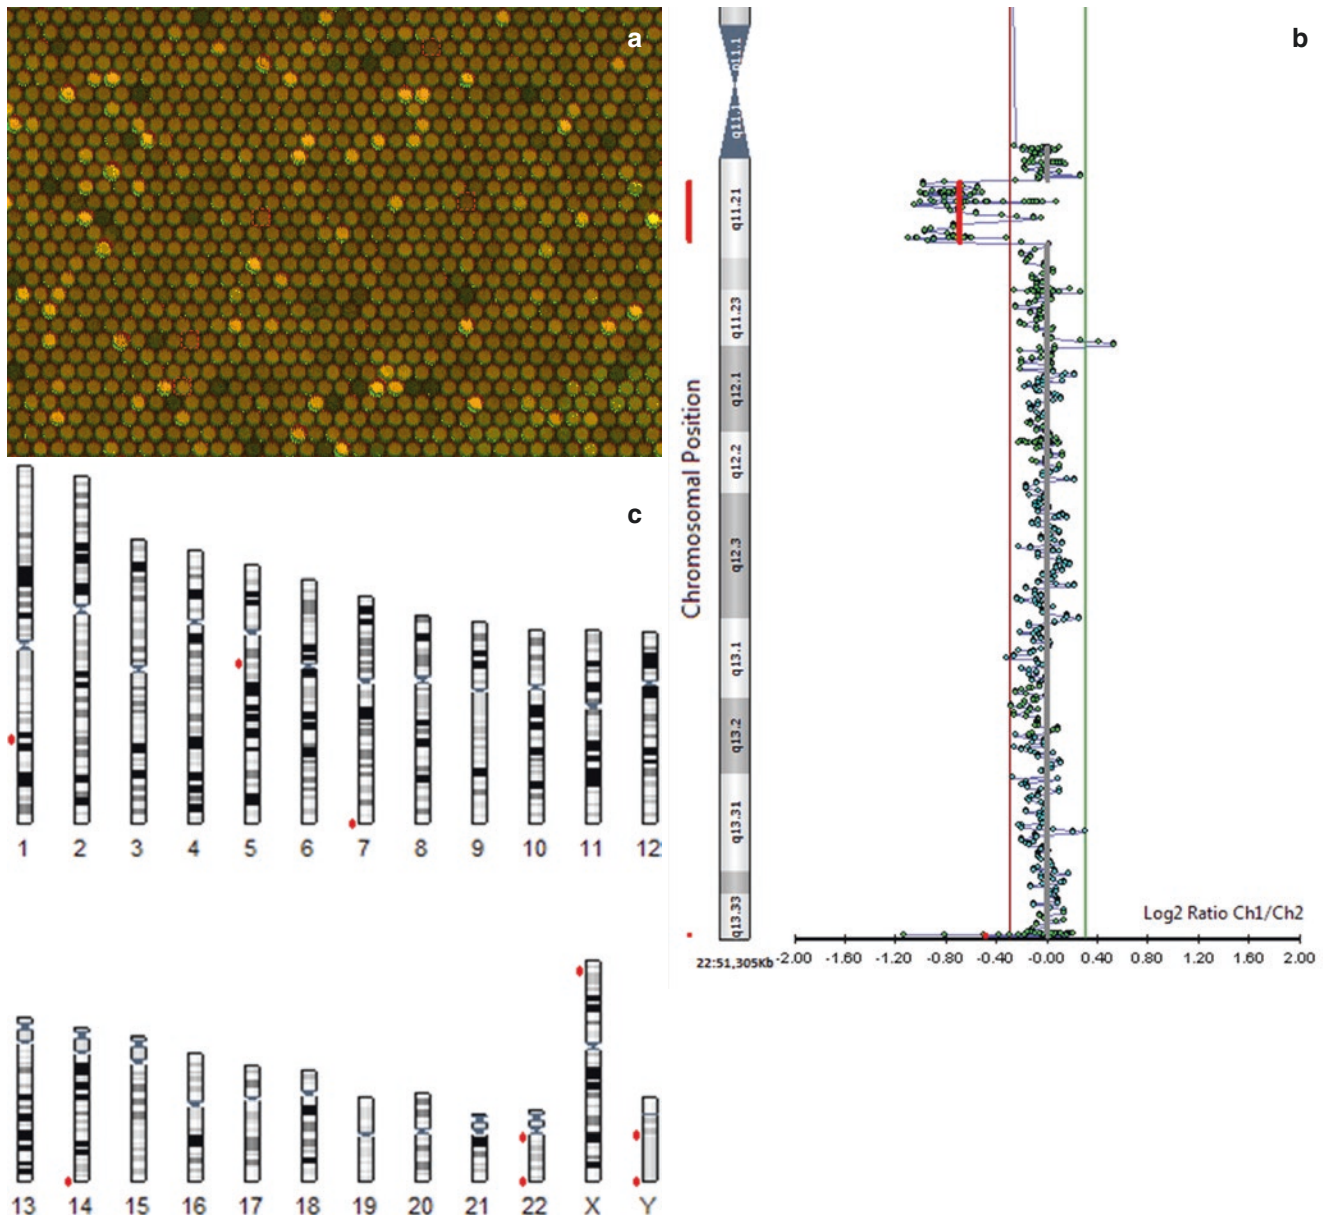 a
b
q11.1
q11.21
q11.23
q12.1
q12.2
q12.3
q13.1
q13.2
q13.31
q13.33
Chromosomal Position
Log2 Ratio Ch1/Ch2
22:51,305Kb
-2.00 -1.60 -1.20 -0.80 -0.40 -0.00 0.40 0.80 1.20 1.60 2.00
c
1 2 3 4 5 6 7 8 9 10 11 12
13 14 15 16 17 18 19 20 21 22 X Y